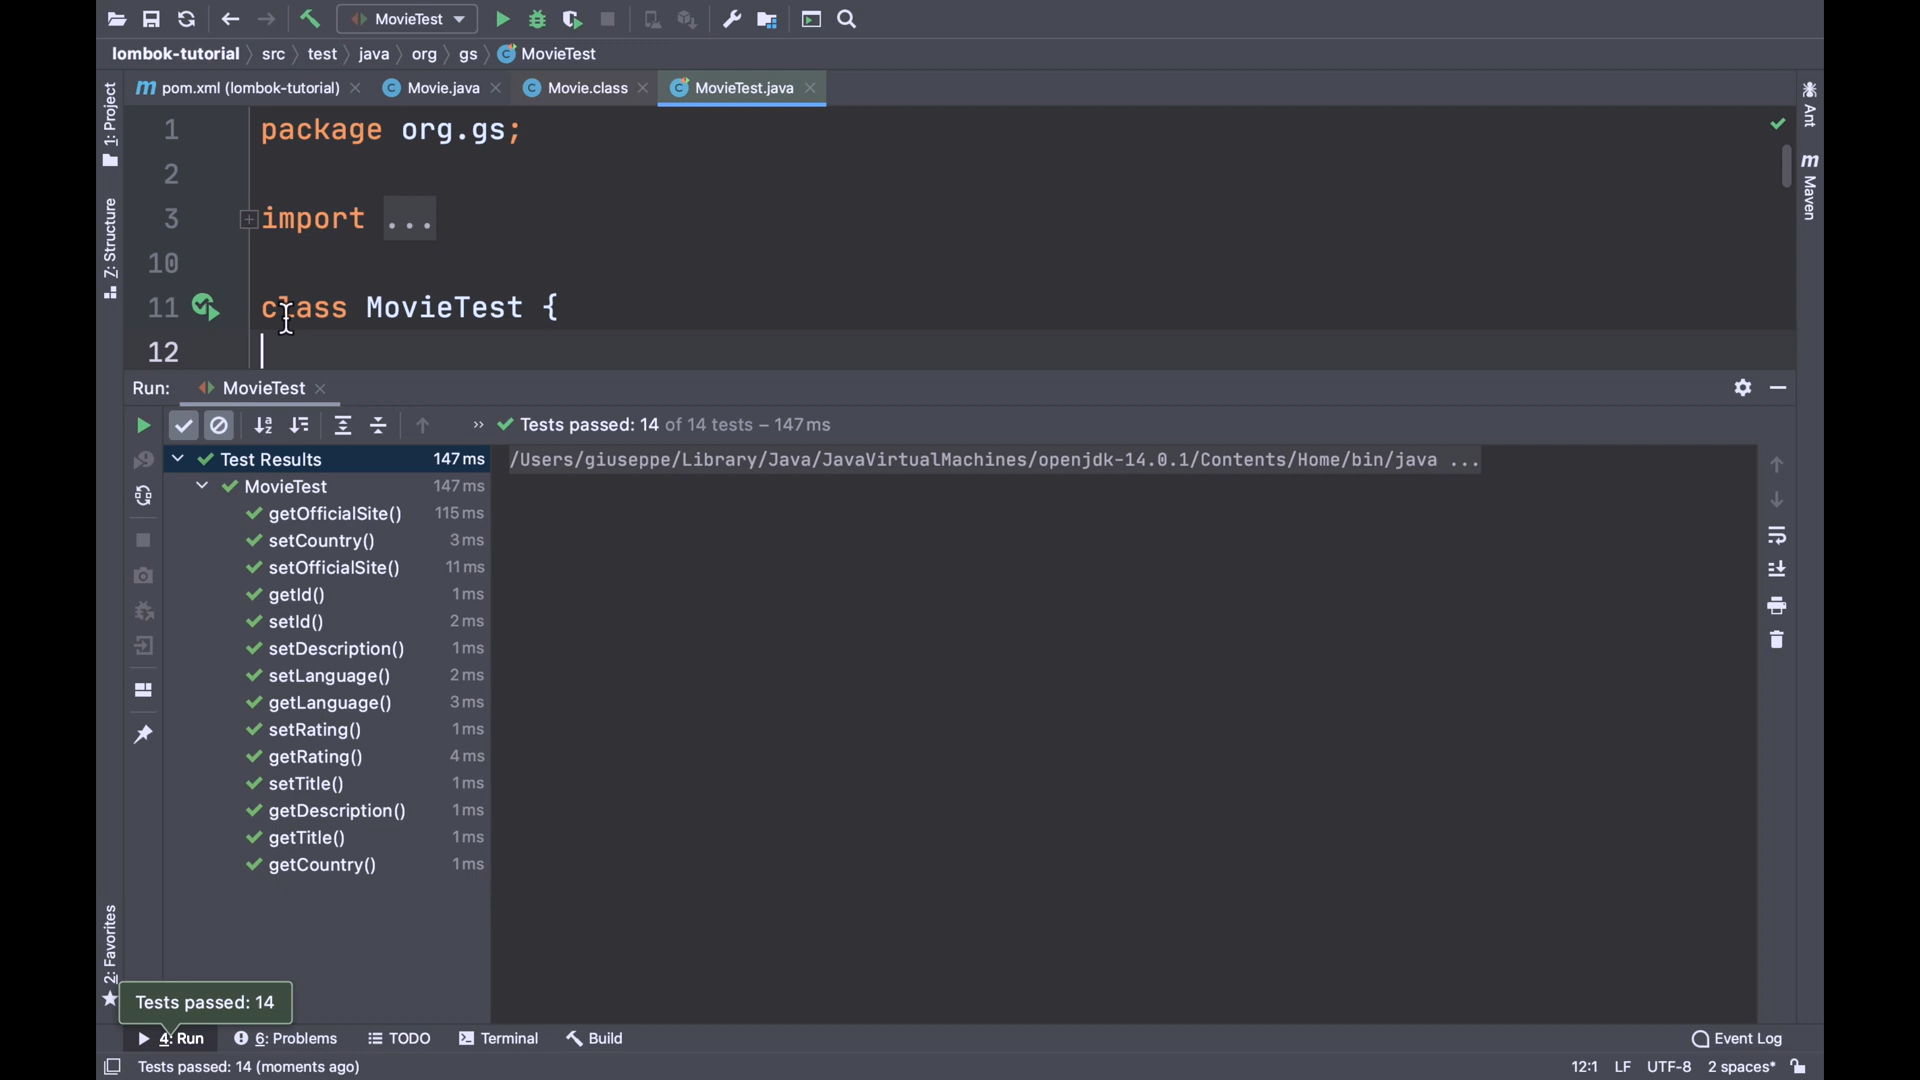 MovieTest
lombok-tutorial src test java org gs MovieTest
pom.xml (lombok-tutorial) Movie.java Movie.class MovieTest.java
1 package org.gs;
2
3 import ...
10
11 class MovieTest {
12
Run: MovieTest
Tests passed: 14 of 14 tests – 147 ms
Test Results 147 ms
MovieTest 147 ms
getOfficialSite() 115 ms
setCountry() 3 ms
setOfficialSite() 11 ms
getId() 1 ms
setId() 2 ms
setDescription() 1 ms
setLanguage() 2 ms
getLanguage() 3 ms
setRating() 1 ms
getRating() 4 ms
setTitle() 1 ms
getDescription() 1 ms
getTitle() 1 ms
getCountry() 1 ms
/Users/giuseppe/Library/Java/JavaVirtualMachines/openjdk-14.0.1/Contents/Home/bin/java ...
1: Project
Z: Structure
2: Favorites
Ant
m Maven
Tests passed: 14
4: Run 6: Problems TODO Terminal Build Event Log
Tests passed: 14 (moments ago) 12:1 LF UTF-8 2 spaces*